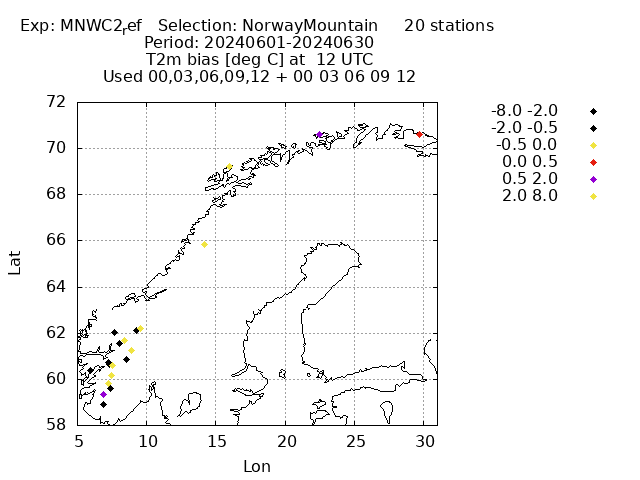 Exp: MNWC2ref Selection: NorwayMountain 20 stations
Period: 20240601-20240630
T2m bias [deg C] at 12 UTC
Used 00,03,06,09,12 + 00 03 06 09 12
72
70
68
66
64
62
60
58
5 10 15 20 25 30
Lat
Lon
-8.0 -2.0
-2.0 -0.5
-0.5 0.0
0.0 0.5
0.5 2.0
2.0 8.0